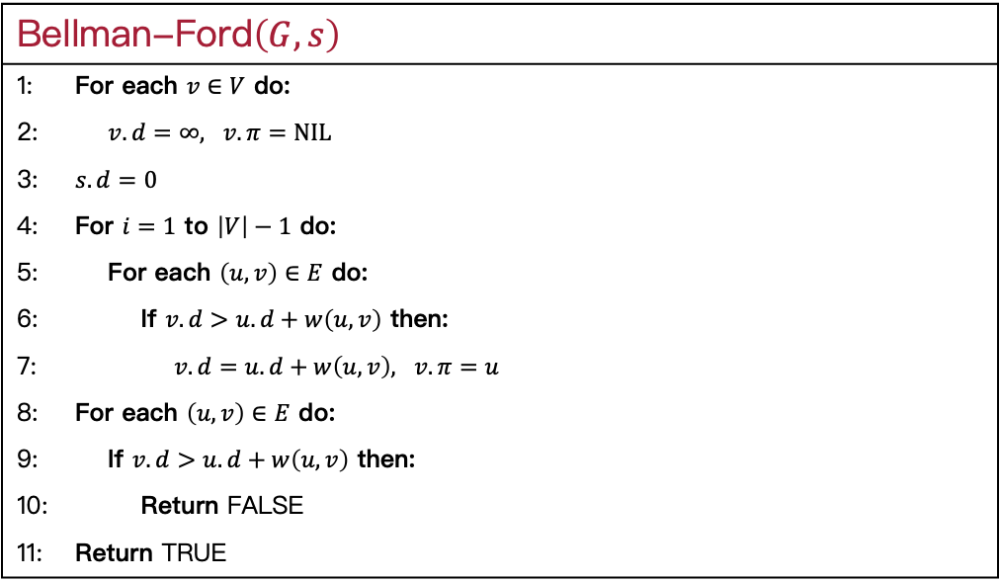 Bellman–Ford(G, s)
1: For each v ∈ V do:
2: v.d = ∞, v.π = NIL
3: s.d = 0
4: For i = 1 to |V| − 1 do:
5: For each (u, v) ∈ E do:
6: If v.d > u.d + w(u, v) then:
7: v.d = u.d + w(u, v), v.π = u
8: For each (u, v) ∈ E do:
9: If v.d > u.d + w(u, v) then:
10: Return FALSE
11: Return TRUE